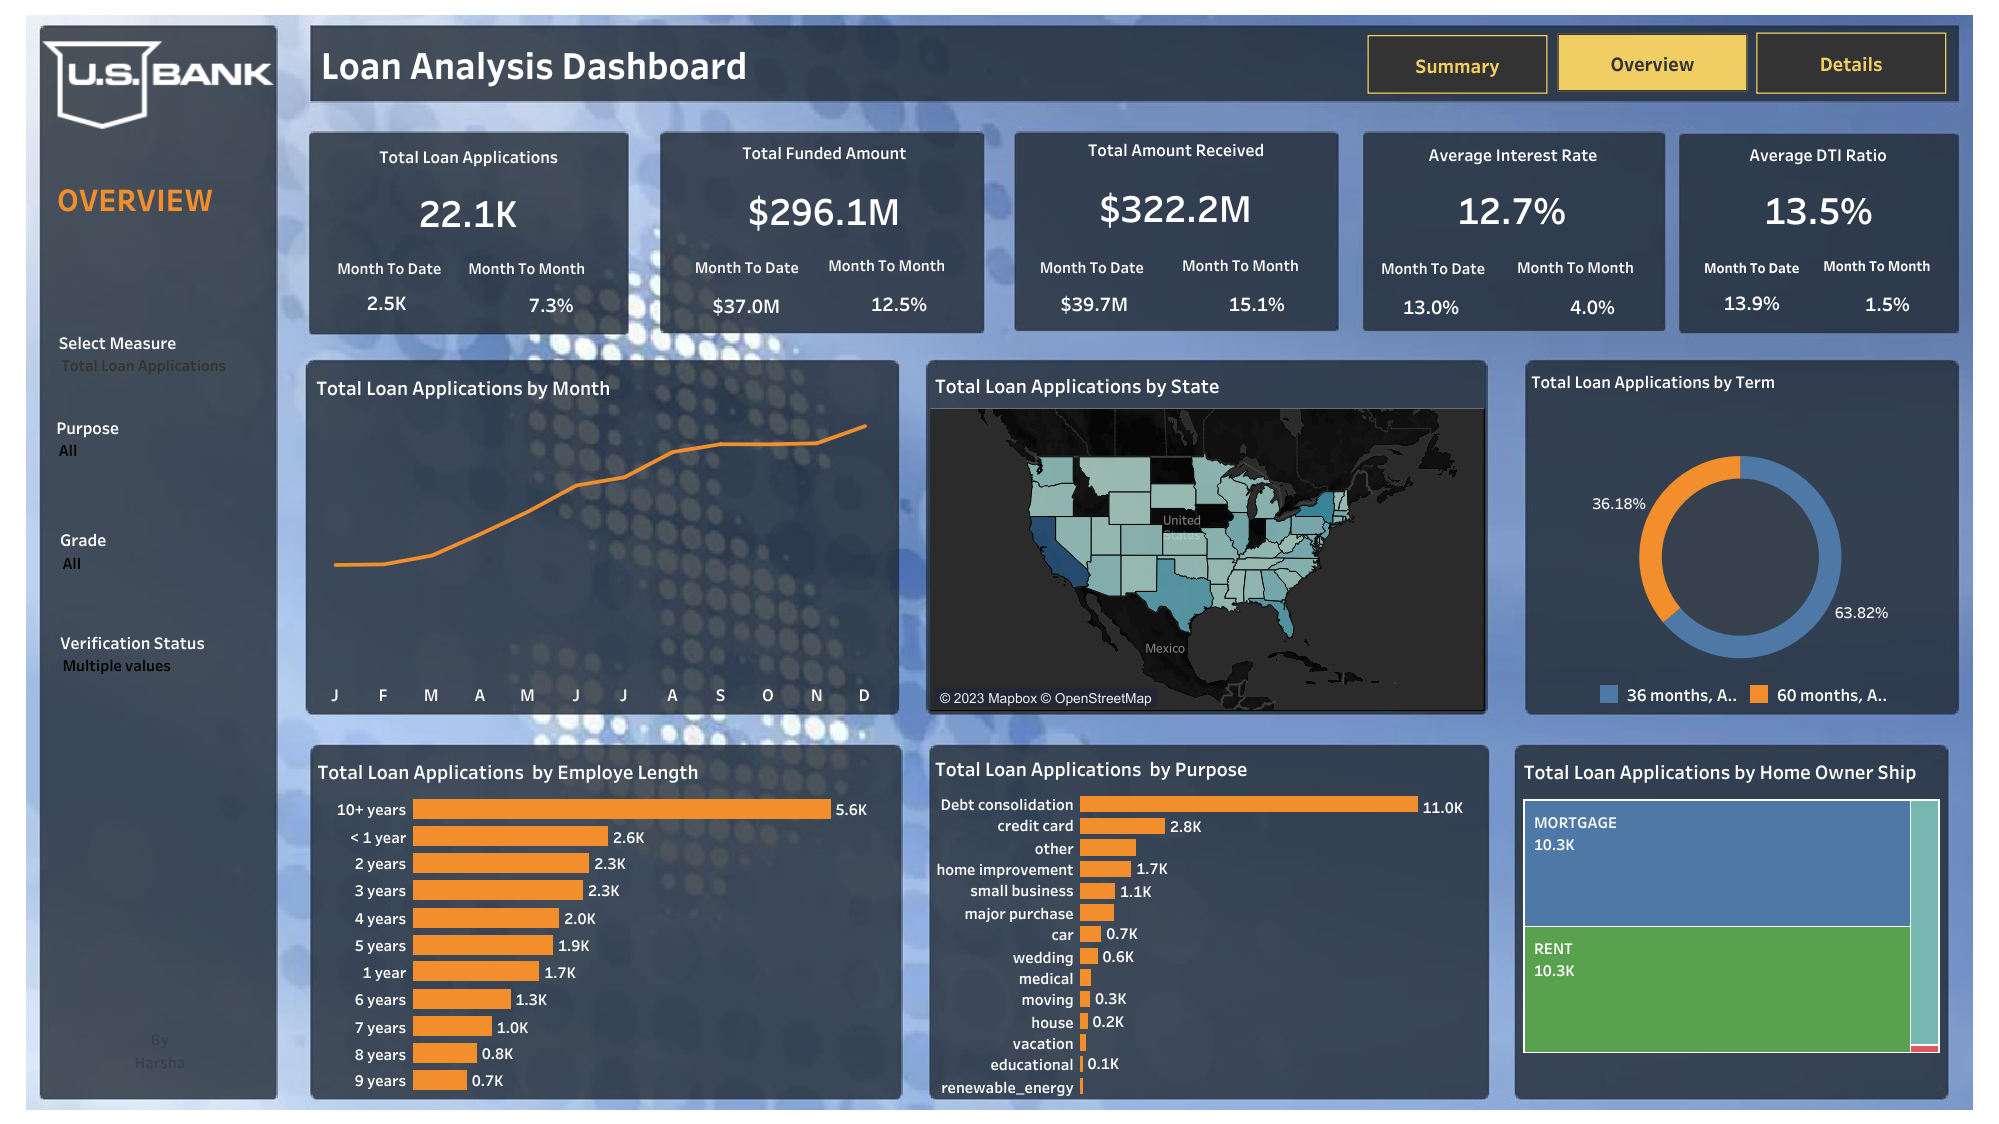 U.S. BANK
Loan Analysis Dashboard
Summary
Overview
Details
OVERVIEW
Select Measure
Total Loan Applications
Purpose
All
Grade
All
Verification Status
Multiple values
By
Harsha
Total Loan Applications
22.1K
Month To Date Month To Month
2.5K 7.3%
Total Funded Amount
$296.1M
Month To Date Month To Month
$37.0M 12.5%
Total Amount Received
$322.2M
Month To Date Month To Month
$39.7M 15.1%
Average Interest Rate
12.7%
Month To Date Month To Month
13.0% 4.0%
Average DTI Ratio
13.5%
Month To Date Month To Month
13.9% 1.5%
Total Loan Applications by Month
J F M A M J J A S O N D
Total Loan Applications by State
United
States
Mexico
© 2023 Mapbox © OpenStreetMap
Total Loan Applications by Term
36.18%
63.82%
36 months, A.. 60 months, A..
Total Loan Applications by Employe Length
10+ years 5.6K
< 1 year 2.6K
2 years 2.3K
3 years 2.3K
4 years 2.0K
5 years 1.9K
1 year 1.7K
6 years 1.3K
7 years 1.0K
8 years 0.8K
9 years 0.7K
Total Loan Applications by Purpose
Debt consolidation 11.0K
credit card 2.8K
other
home improvement 1.7K
small business 1.1K
major purchase
car 0.7K
wedding 0.6K
medical
moving 0.3K
house 0.2K
vacation
educational 0.1K
renewable_energy
Total Loan Applications by Home Owner Ship
MORTGAGE
10.3K
RENT
10.3K